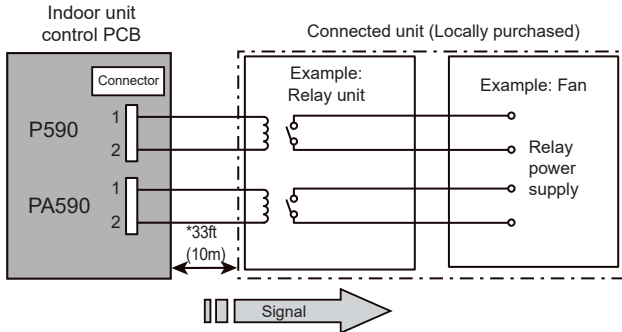 Indoor unit
control PCB
Connected unit (Locally purchased)
Connector
Example:
Relay unit
Example: Fan
P590
1
2
PA590
1
2
Relay
power
supply
*33ft
(10m)
Signal